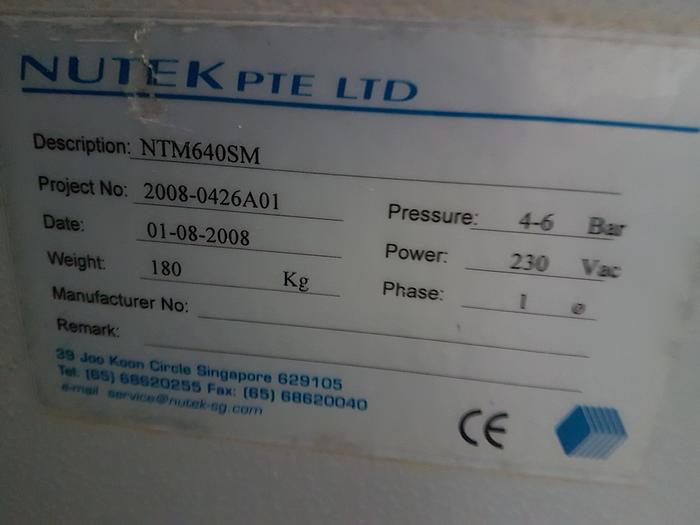 NUTEK PTE LTD
Description: NTM640SM
Project No: 2008-0426A01
Date: 01-08-2008
Weight: 180 Kg
Manufacturer No:
Remark:
Pressure: 4-6 Bar
Power: 230 Vac
Phase: 1 ø
39 Joo Koon Circle Singapore 629105
Tel: (65) 68620255 Fax: (65) 68620040
e-mail service@nutek-sg.com
CE